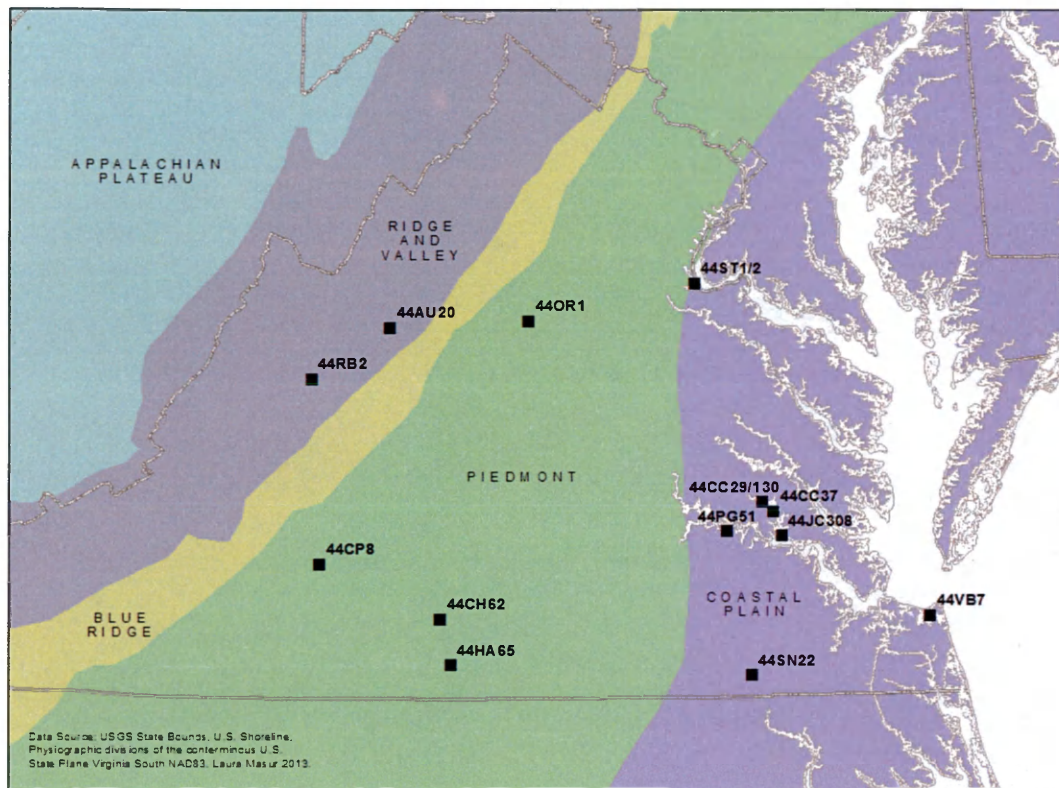 APPALACHIAN
PLATEAU
RIDGE
AND
VALLEY
44ST1/2
44AU20
44OR1
44RB2
PIEDMONT
44CC29/130
44CC37
44PG51
44JC308
44CP8
COASTAL
PLAIN
44CH62
BLUE
RIDGE
44VB7
44HA65
44SN22
Data Source: USGS State Bounds, U.S. Shoreline,
Physiographic divisions of the conterminous U.S.
State Plane Virginia South NAD83. Laura Masur 2013.